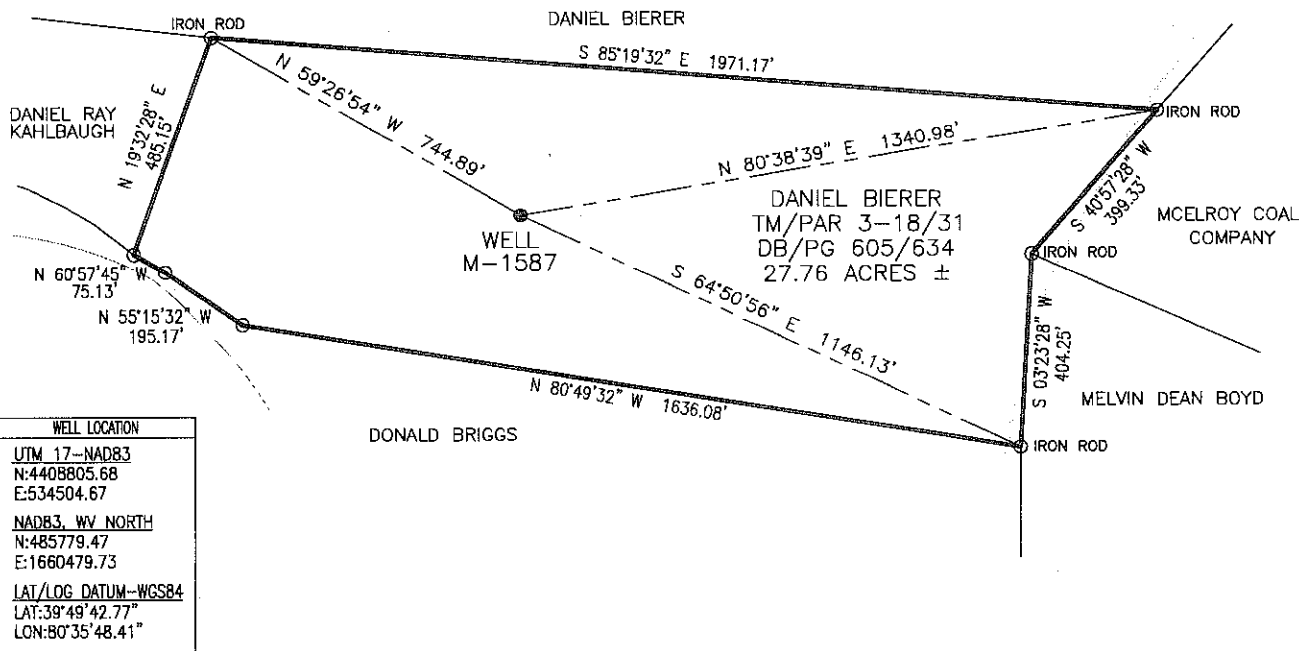 DANIEL BIERER
IRON ROD
S 85°19'32" E 1971.17'
N 59°26'54" W 744.89'
DANIEL RAY
KAHLBAUGH
N 19°32'28" E
485.15'
IRON ROD
N 80°38'39" E 1340.98'
S 40°57'28" W
399.33'
DANIEL BIERER
TM/PAR 3-18/31
DB/PG 605/634
27.76 ACRES ±
MCELROY COAL
COMPANY
WELL
M-1587
IRON ROD
N 60°57'45" W
75.13'
S 64°50'56" E 1146.13'
N 55°15'32" W
195.17'
S 03°23'28" W
404.25'
N 80°49'32" W 1636.08'
MELVIN DEAN BOYD
DONALD BRIGGS
IRON ROD
WELL LOCATION
UTM 17-NAD83
N:4408805.68
E:534504.67
NAD83, WV NORTH
N:485779.47
E:1660479.73
LAT/LOG DATUM-WGS84
LAT:39°49'42.77"
LON:80°35'48.41"